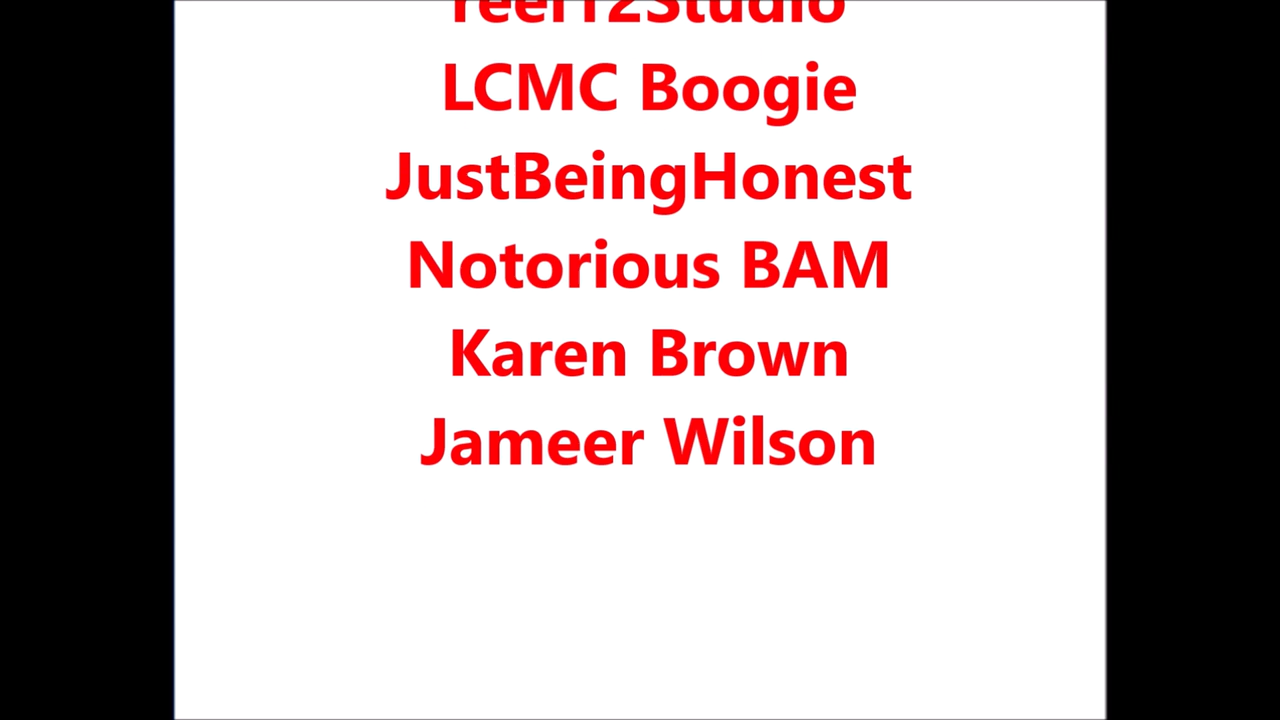 LCMC Boogie
JustBeingHonest
Notorious BAM
Karen Brown
Jameer Wilson